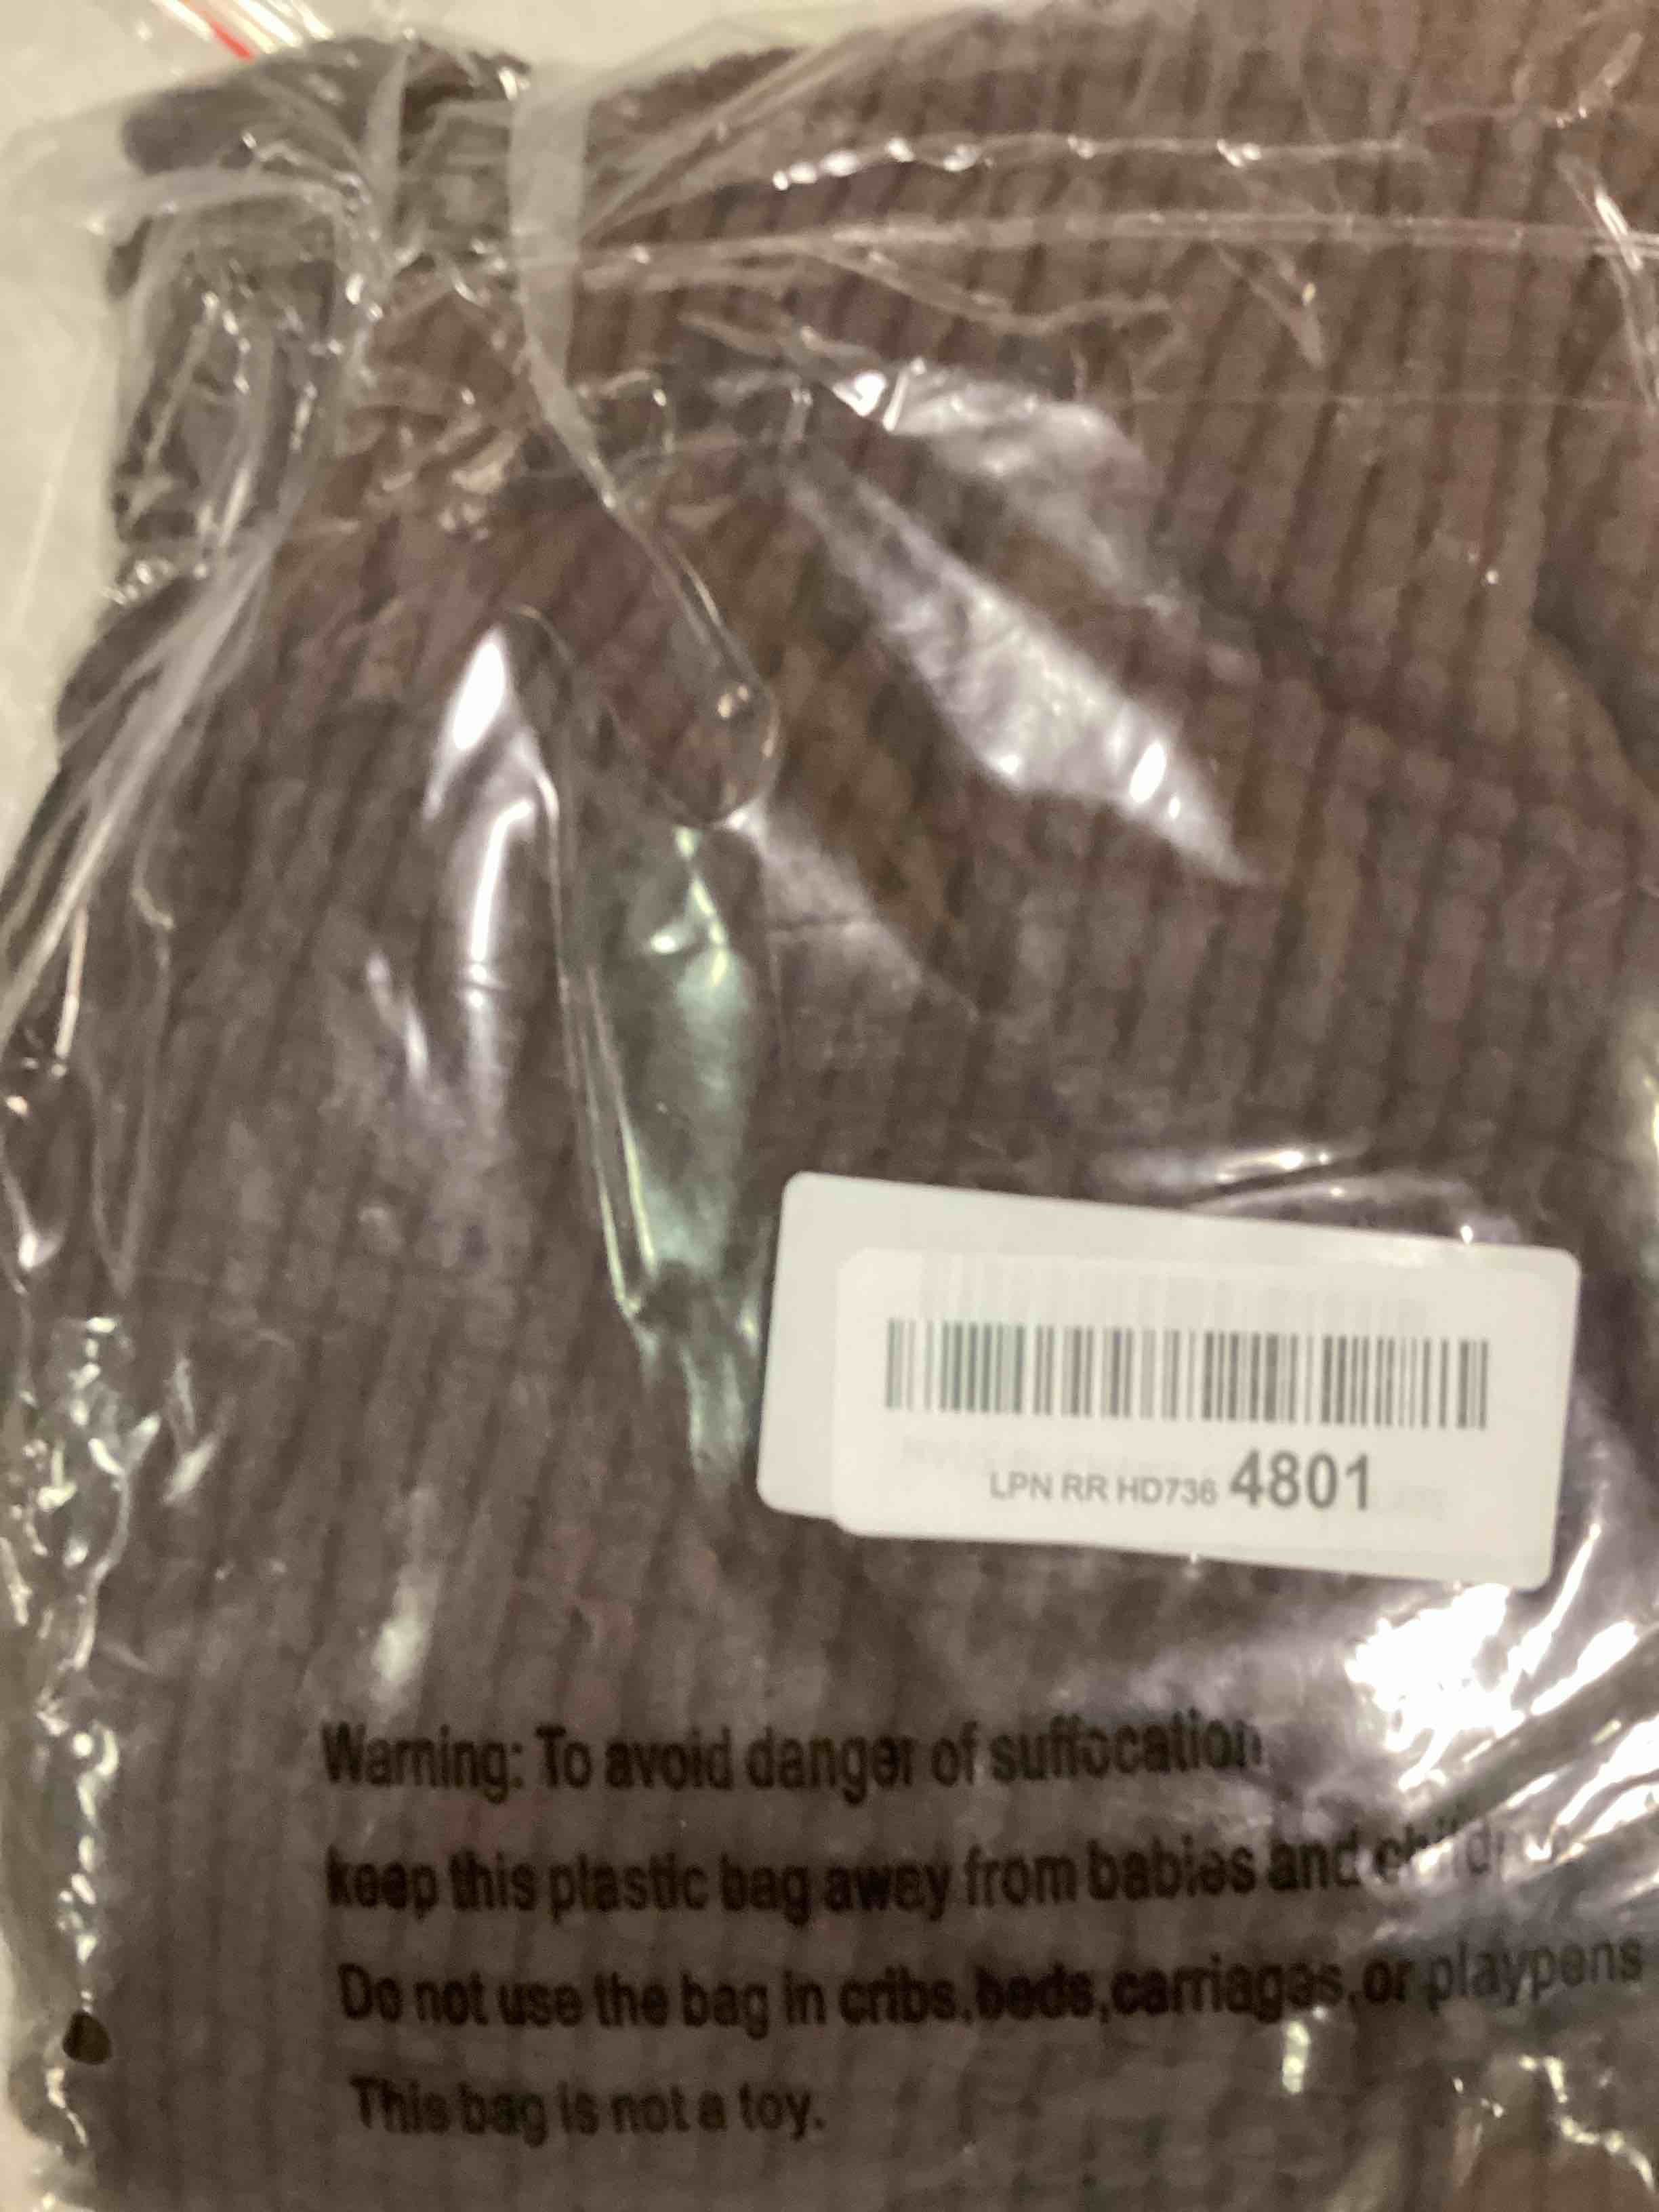 LPN RR HD736 4801
Warning: To avoid danger of suffocation
keep this plastic bag away from babies and
Do not use the bag in cribs,beds,carriages,or playpens
This bag is not a toy.